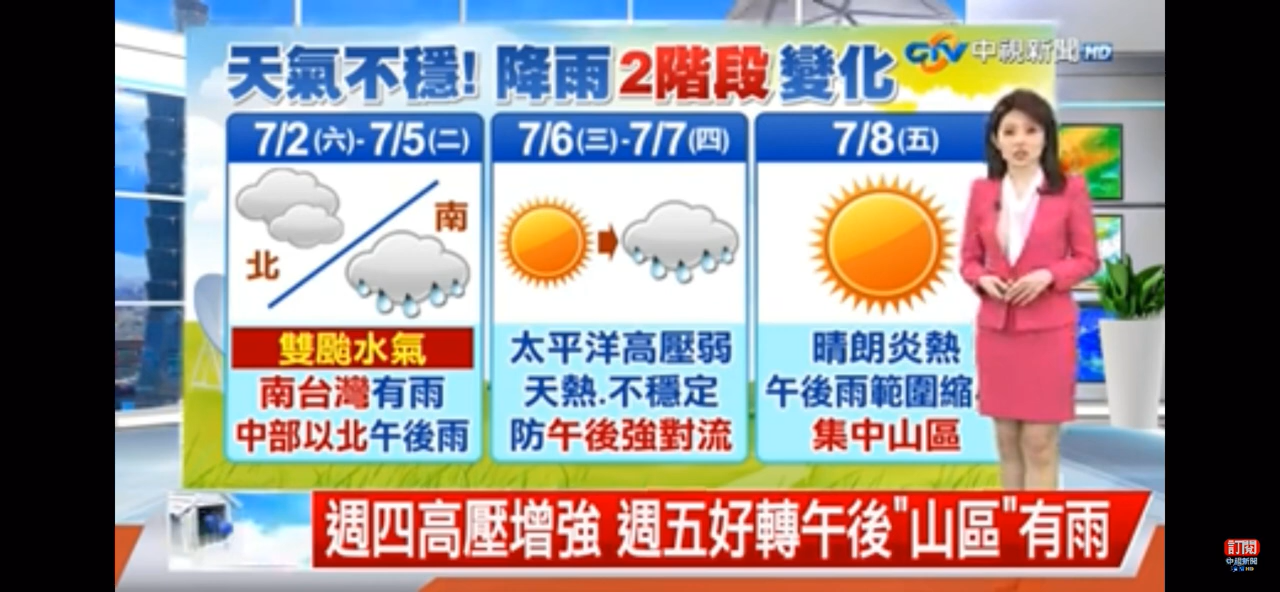 天氣不穩! 降雨2階段變化
CTV 中視新聞 HD
7/2(六)-7/5(二)
北
南
雙颱水氣
南台灣有雨
中部以北午後雨
7/6(三)-7/7(四)
太平洋高壓弱
天熱.不穩定
防午後強對流
7/8(五)
晴朗炎熱
午後雨範圍縮
集中山區
週四高壓增強 週五好轉午後"山區"有雨
訂閱
中視新聞